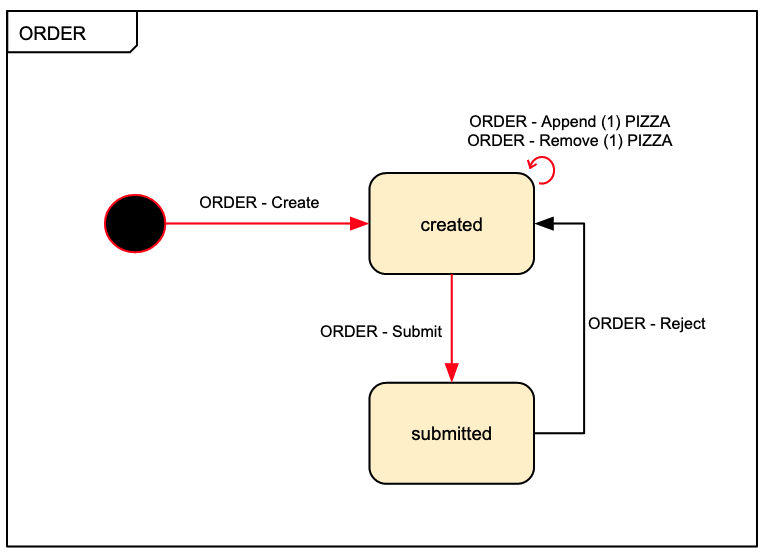 ORDER
ORDER - Append (1) PIZZA
ORDER - Remove (1) PIZZA
ORDER - Create
created
ORDER - Submit
ORDER - Reject
submitted